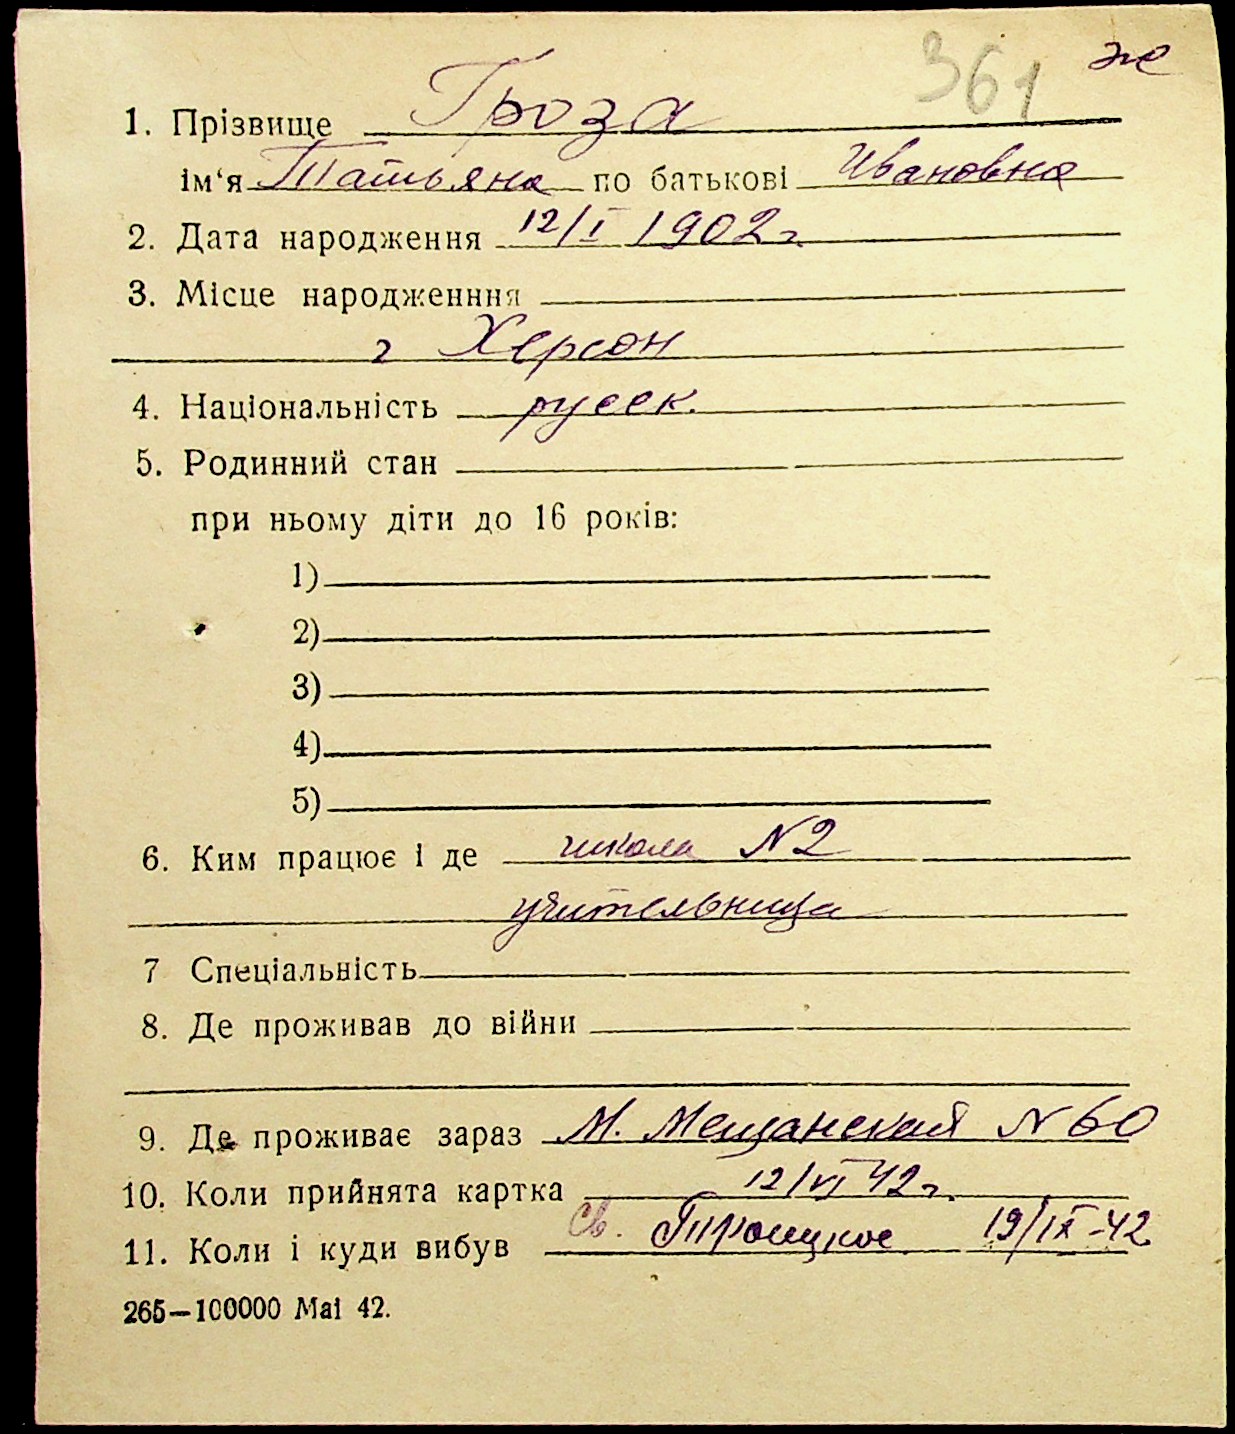 361 же
1. Прізвище Гроза
ім‘я Татьяна по батькові Ивановна
2. Дата народження 12/I 1902 г.
3. Місце народженння
г Херсон
4. Національність русск.
5. Родинний стан
при ньому діти до 16 років:
1)
2)
3)
4)
5)
6. Ким працює і де школа N2
учительница
7 Спеціальність
8. Де проживав до війни
9. Де проживає зараз М. Мещанская N 60
10. Коли прийнята картка 12/VI 42 г.
11. Коли і куди вибув Св. Троицкое 19/IX-42
265—100000 Маі 42.